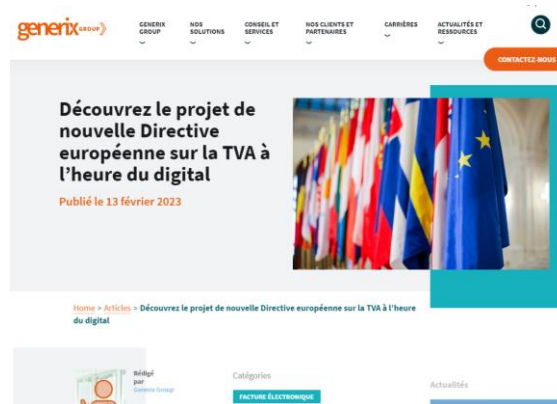 generix GROUP
GENERIX GROUP
NOS SOLUTIONS
CONSEIL ET SERVICES
NOS CLIENTS ET PARTENAIRES
CARRIÈRES
ACTUALITÉS ET RESSOURCES
CONTACTEZ-NOUS
Découvrez le projet de
nouvelle Directive
européenne sur la TVA à
l’heure du digital
Publié le 13 février 2023
Home » Articles » Découvrez le projet de nouvelle Directive européenne sur la TVA à l’heure
du digital
Rédigé
par
Generix Group
Catégories
FACTURE ÉLECTRONIQUE
Actualités